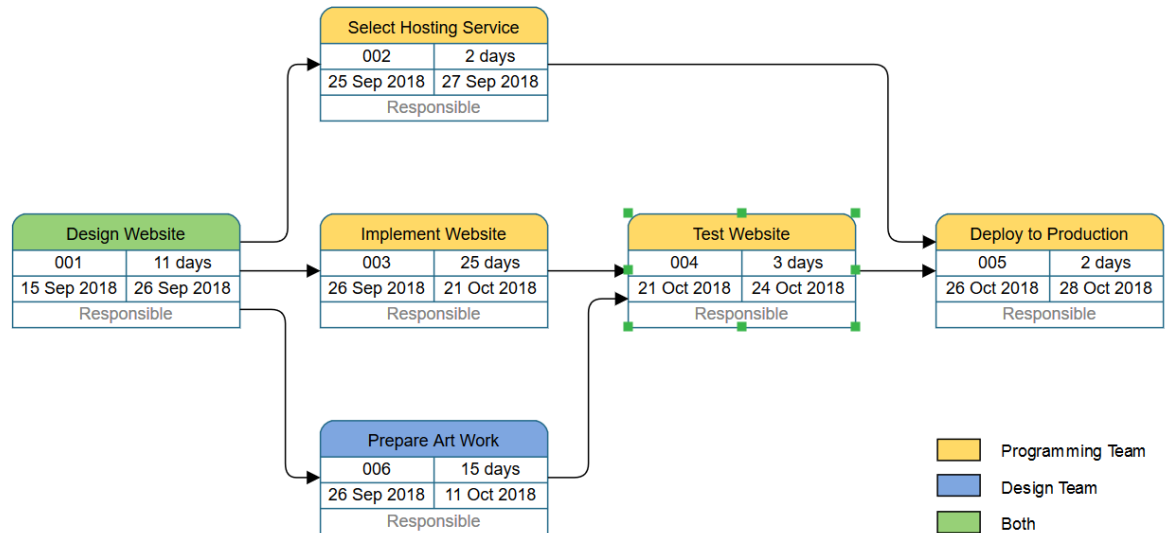 Select Hosting Service
002 2 days
25 Sep 2018 27 Sep 2018
Responsible
Design Website
001 11 days
15 Sep 2018 26 Sep 2018
Responsible
Implement Website
003 25 days
26 Sep 2018 21 Oct 2018
Responsible
Test Website
004 3 days
21 Oct 2018 24 Oct 2018
Responsible
Deploy to Production
005 2 days
26 Oct 2018 28 Oct 2018
Responsible
Prepare Art Work
006 15 days
26 Sep 2018 11 Oct 2018
Responsible
Programming Team
Design Team
Both